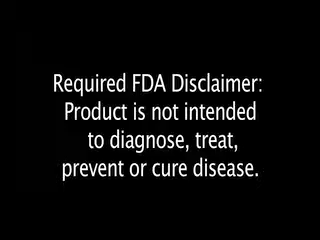 Required FDA Disclaimer:
Product is not intended
to diagnose, treat,
prevent or cure disease.